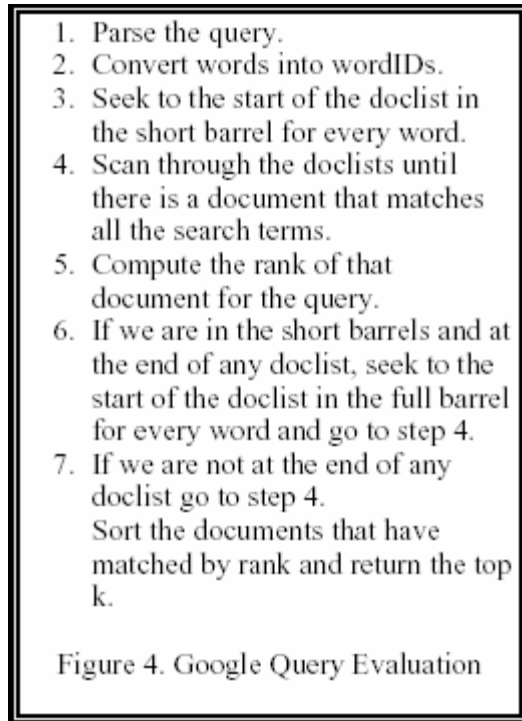 1. Parse the query.
2. Convert words into wordIDs.
3. Seek to the start of the doclist in
the short barrel for every word.
4. Scan through the doclists until
there is a document that matches
all the search terms.
5. Compute the rank of that
document for the query.
6. If we are in the short barrels and at
the end of any doclist, seek to the
start of the doclist in the full barrel
for every word and go to step 4.
7. If we are not at the end of any
doclist go to step 4.
Sort the documents that have
matched by rank and return the top
k.
Figure 4. Google Query Evaluation